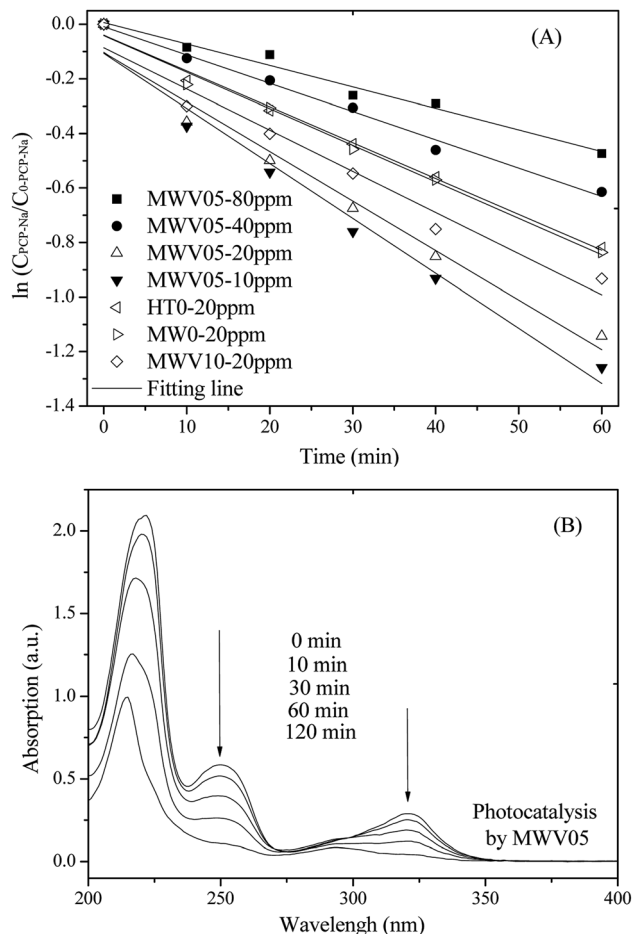 (A)
ln (C_PCP-Na/C_0-PCP-Na)
0.0
-0.2
-0.4
-0.6
-0.8
-1.0
-1.2
-1.4
MWV05-80ppm
MWV05-40ppm
MWV05-20ppm
MWV05-10ppm
HT0-20ppm
MW0-20ppm
MWV10-20ppm
Fitting line
0 10 20 30 40 50 60
Time (min)
(B)
Absorption (a.u.)
2.0
1.5
1.0
0.5
0.0
0 min
10 min
30 min
60 min
120 min
Photocatalysis
by MWV05
200 250 300 350 400
Wavelengh (nm)